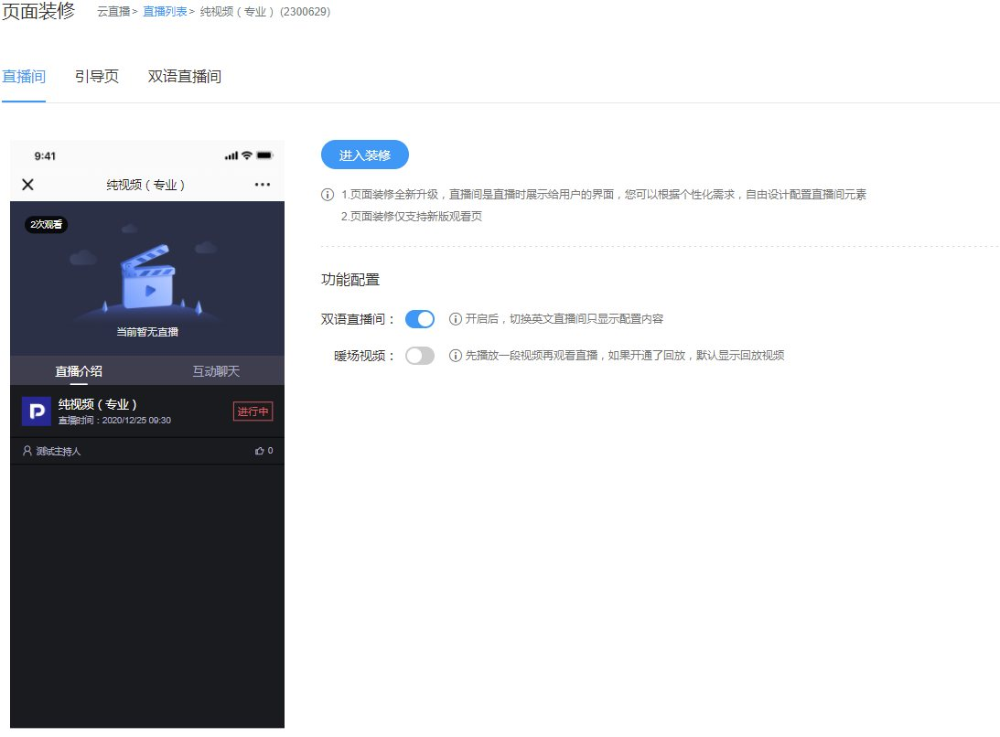 页面装修 云直播> 直播列表> 纯视频（专业）(2300629)
直播间 引导页 双语直播间
9:41
纯视频（专业）
2次观看
当前暂无直播
直播介绍 互动聊天
纯视频（专业）
直播时间：2020/12/25 09:30
进行中
测试主持人 0
进入装修
1.页面装修全新升级，直播间是直播时展示给用户的界面，您可以根据个性化需求，自由设计配置直播间元素
2.页面装修仅支持新版观看页
功能配置
双语直播间： 开启后，切换英文直播间只显示配置内容
暖场视频： 先播放一段视频再观看直播，如果开通了回放，默认显示回放视频